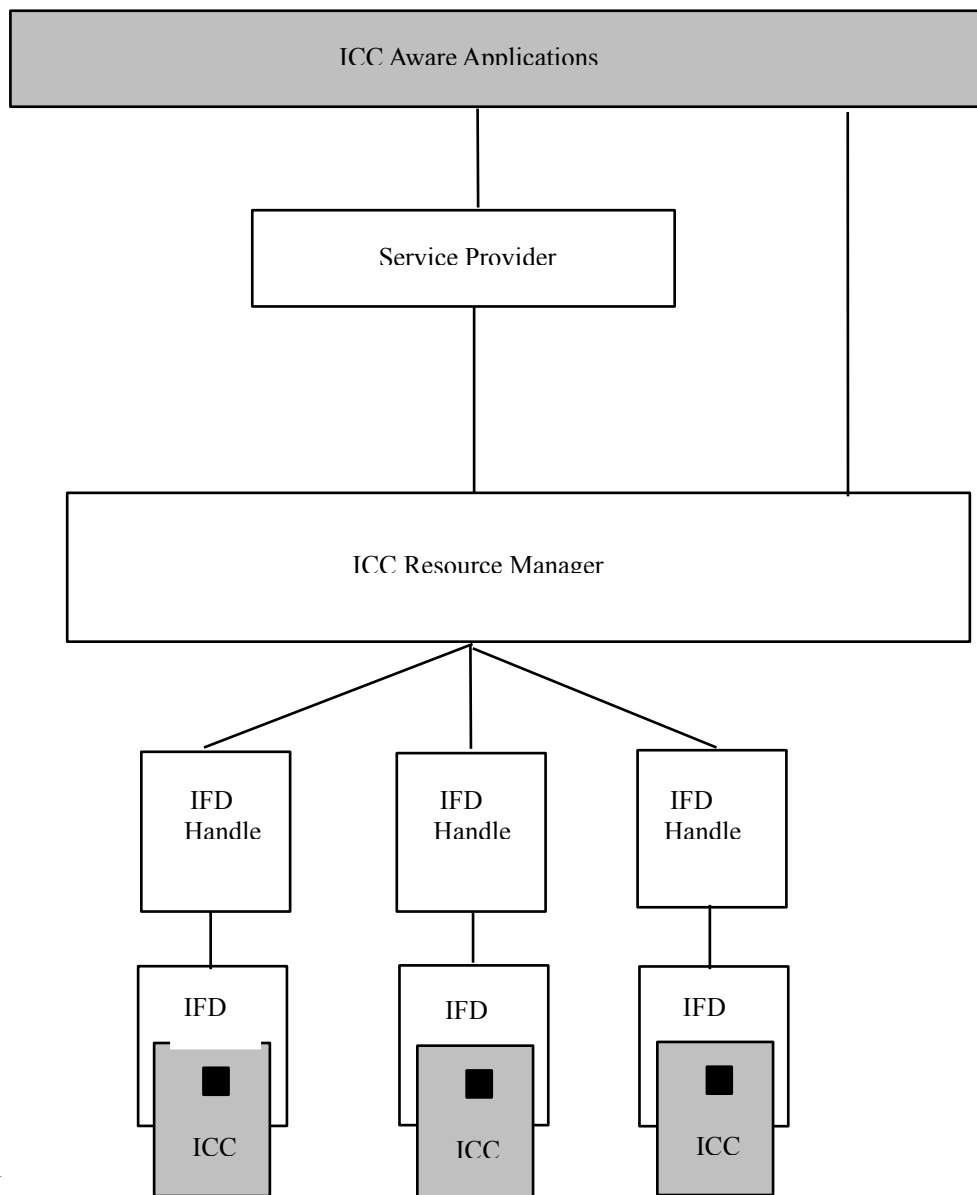 ICC Aware Applications
Service Provider
ICC Resource Manager
IFD
Handle
IFD
Handle
IFD
Handle
IFD
IFD
IFD
ICC
ICC
ICC